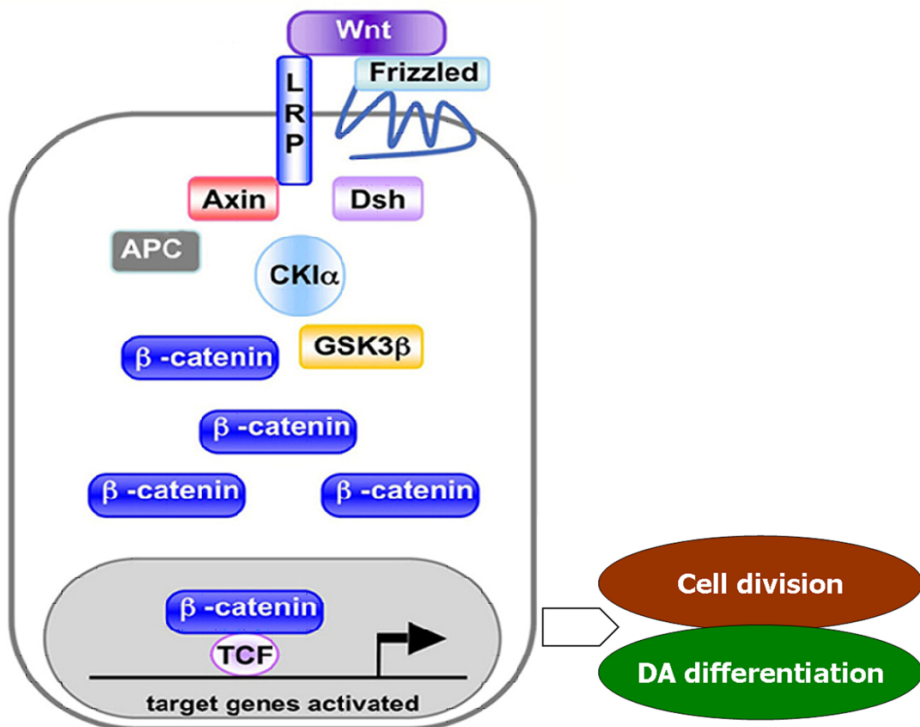 Wnt
Frizzled
L
R
P
Axin
Dsh
APC
CKIα
GSK3β
β -catenin
β -catenin
β -catenin
β -catenin
β -catenin
TCF
target genes activated
Cell division
DA differentiation